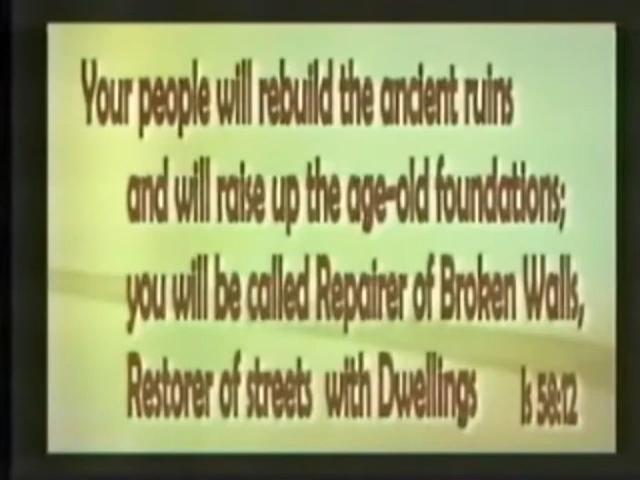 Your people will rebuild the ancient ruins
and will raise up the age-old foundations;
you will be called Repairer of Broken Walls,
Restorer of streets with Dwellings Is 58:12